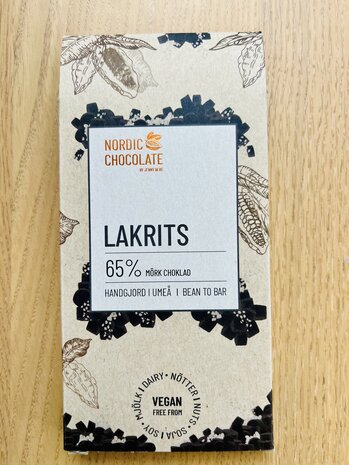 NORDIC
CHOCOLATE
LAKRITS
65% MÖRK CHOKLAD
HANDGJORD I UMEÅ | BEAN TO BAR
VEGAN
FREE FROM
MJÖLK | DAIRY • NÖTTER | NUTS • SOJA | SOY •